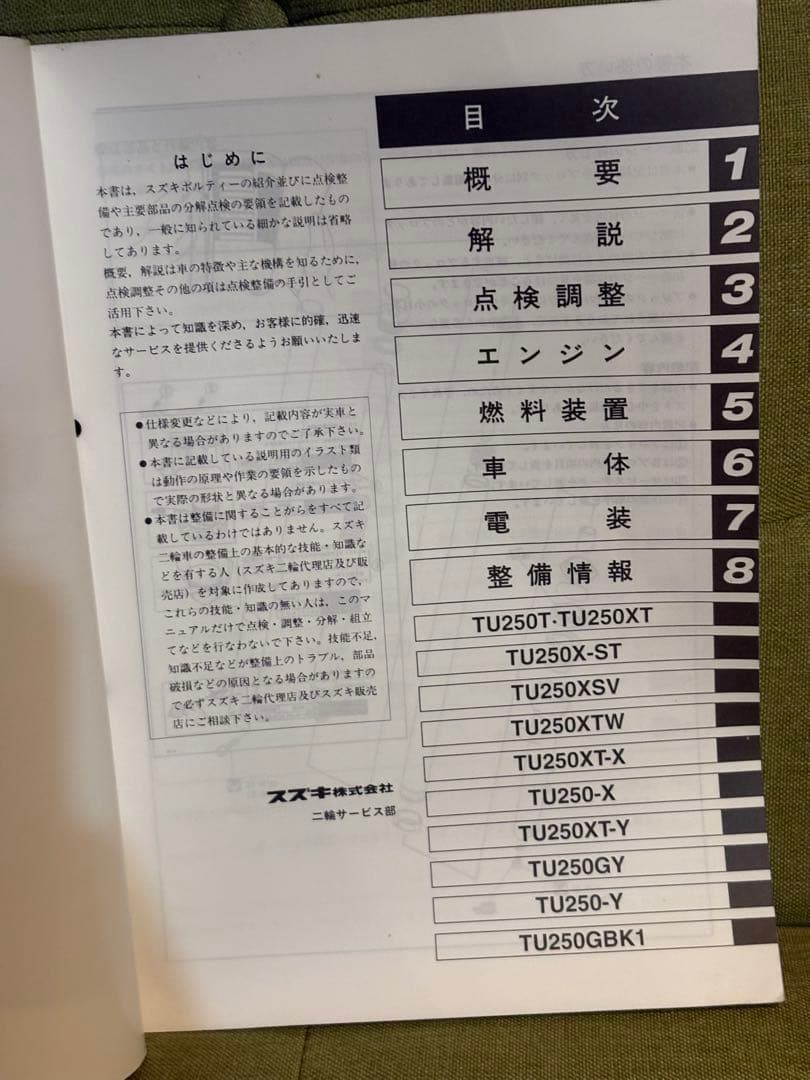 はじめに
本書は、スズキボルティーの紹介並びに点検整
備や主要部品の分解点検の要領を記載したもの
であり、一般に知られている細かな説明は省略
してあります。
概要、解説は車の特徴や主な機構を知るために、
点検調整その他の項は点検整備の手引としてご
活用下さい。
本書によって知識を深め、お客様に的確、迅速
なサービスを提供くださるようお願いいたしま
す。
●仕様変更などにより、記載内容が実車と
異なる場合がありますのでご了承下さい。
●本書に記載している説明用のイラスト類
は動作の原理や作業の要領を示したもの
で実際の形状と異なる場合があります。
●本書は整備に関することがらをすべて記
載しているわけではありません。スズキ
二輪車の整備上の基本的な技能・知識な
どを有する人(スズキ二輪代理店及び販
売店)を対象に作成してありますので、
これらの技能・知識の無い人は、このマ
ニュアルだけで点検・調整・分解・組立
てなどを行なわないで下さい。技能不足、
知識不足などが整備上のトラブル、部品
破損などの原因となる場合がありますの
で必ずスズキ二輪代理店及びスズキ販売
店にご相談下さい。
スズキ株式会社
二輪サービス部
目次
概要 1
解説 2
点検調整 3
エンジン 4
燃料装置 5
車体 6
電装 7
整備情報 8
TU250T・TU250XT
TU250X-ST
TU250XSV
TU250XTW
TU250XT-X
TU250-X
TU250XT-Y
TU250GY
TU250-Y
TU250GBK1